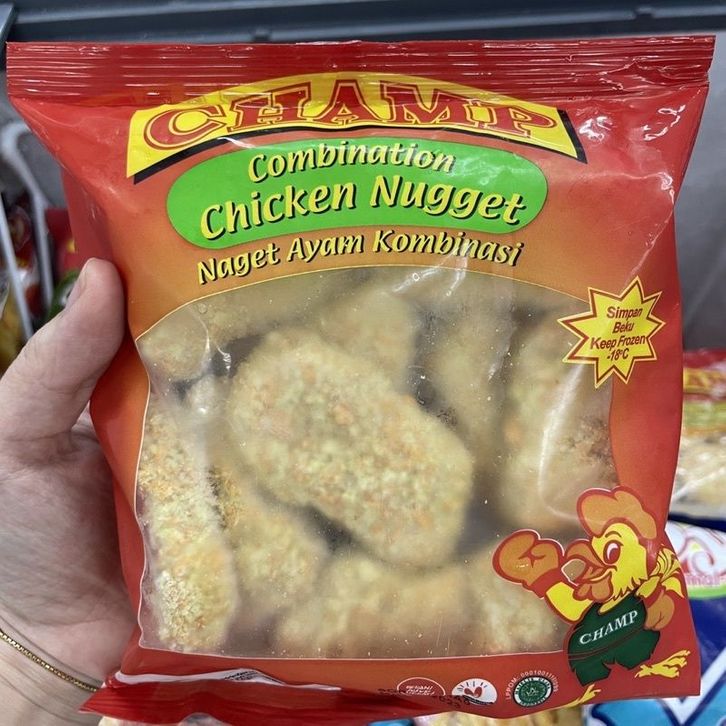 CHAMP
Combination
Chicken Nugget
Naget Ayam Kombinasi
Simpan
Beku
Keep Frozen
-18°C
CHAMP